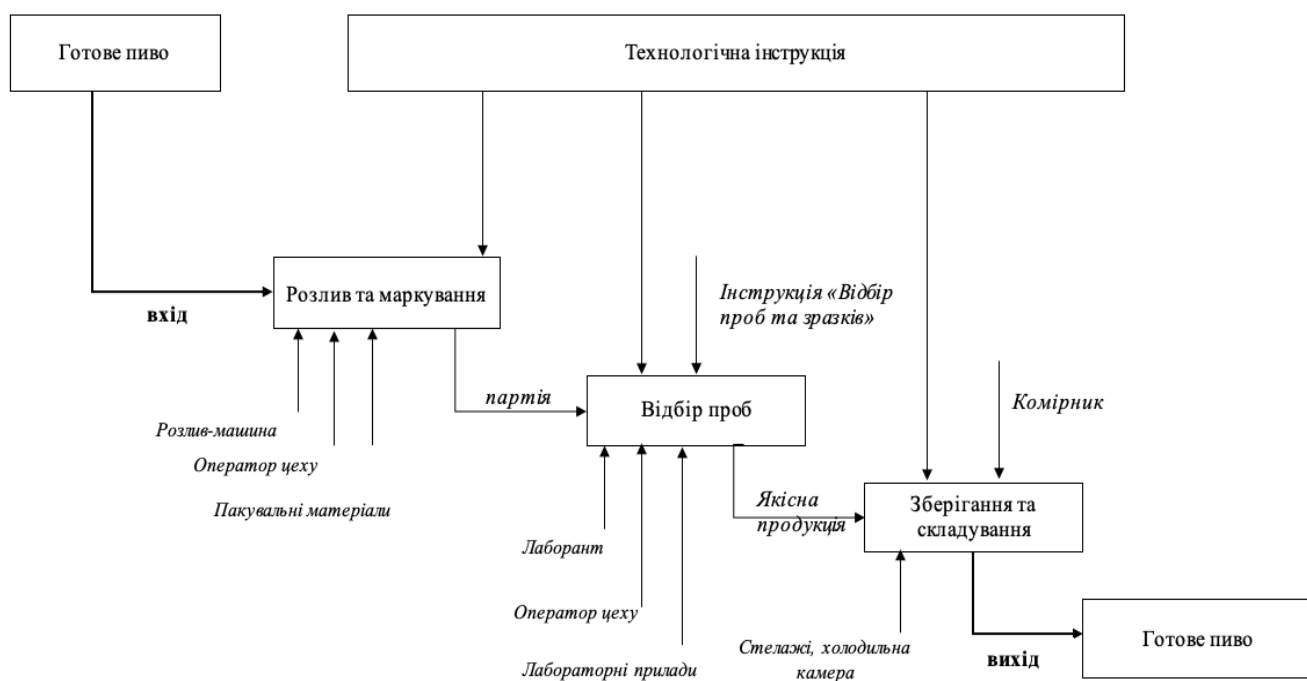 Готове пиво
Технологічна інструкція
Розлив та маркування
вхід
Інструкція «Відбір
проб та зразків»
партія
Відбір проб
Комірник
Розлив-машина
Оператор цеху
Пакувальні матеріали
Якісна
продукція
Зберігання та
складування
Лаборант
Оператор цеху
Лабораторні прилади
Стелажі, холодильна
камера
вихід
Готове пиво